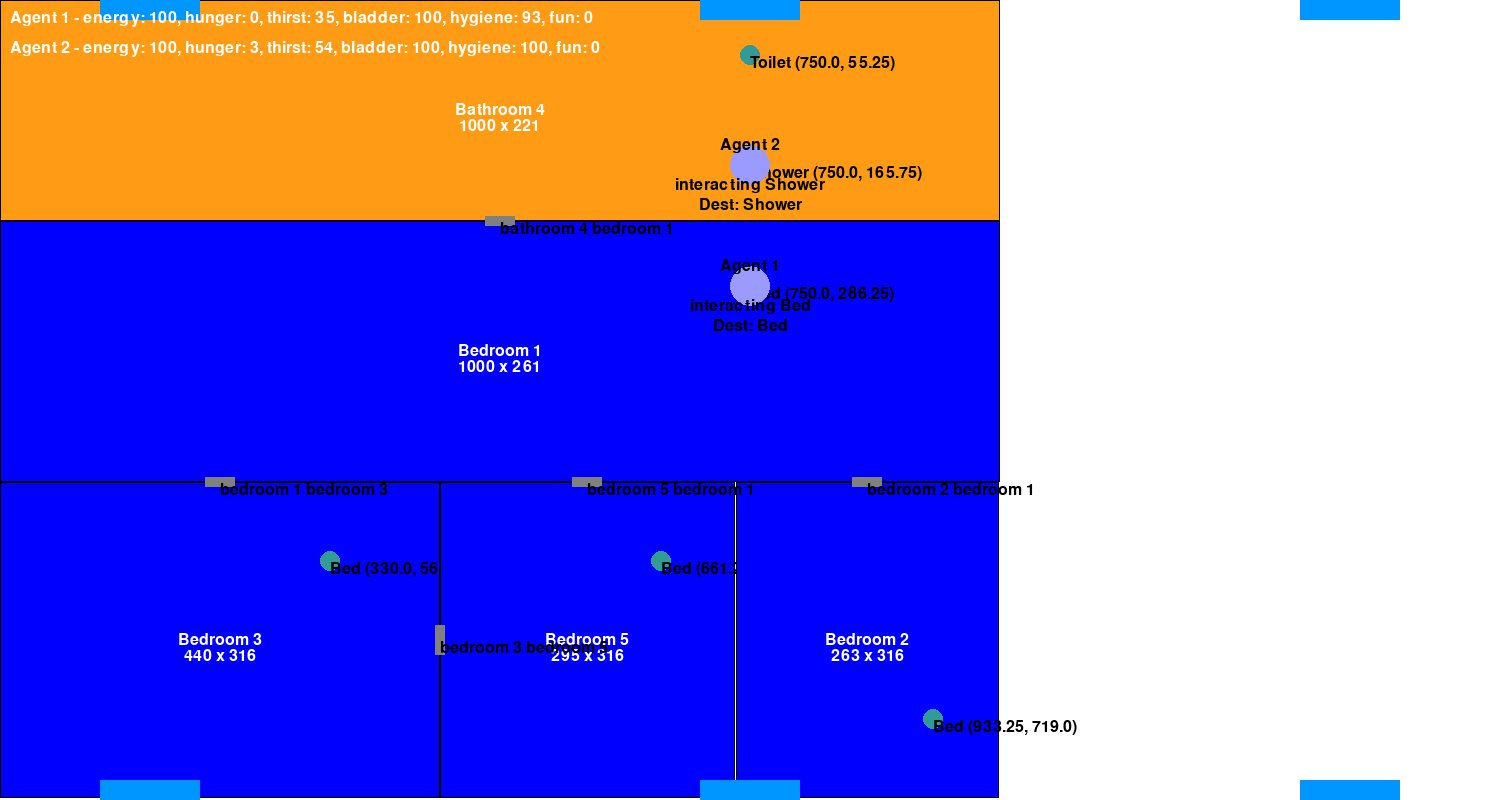 Agent 1 - energy: 100, hunger: 0, thirst: 35, bladder: 100, hygiene: 93, fun: 0
Agent 2 - energy: 100, hunger: 3, thirst: 54, bladder: 100, hygiene: 100, fun: 0
Toilet (750.0, 55.25)
Bathroom 4
1000 x 221
Agent 2
ower (750.0, 165.75)
interacting Shower
Dest: Shower
bathroom 4 bedroom 1
Agent 1
d (750.0, 286.25)
interacting Bed
Dest: Bed
Bedroom 1
1000 x 261
bedroom 1 bedroom 3
bedroom 5 bedroom 1
bedroom 2 bedroom 1
Bed (330.0, 56
Bed (661.
Bedroom 3
440 x 316
bedroom 3 bedroom
Bedroom 5
295 x 316
Bedroom 2
263 x 316
Bed (933.25, 719.0)